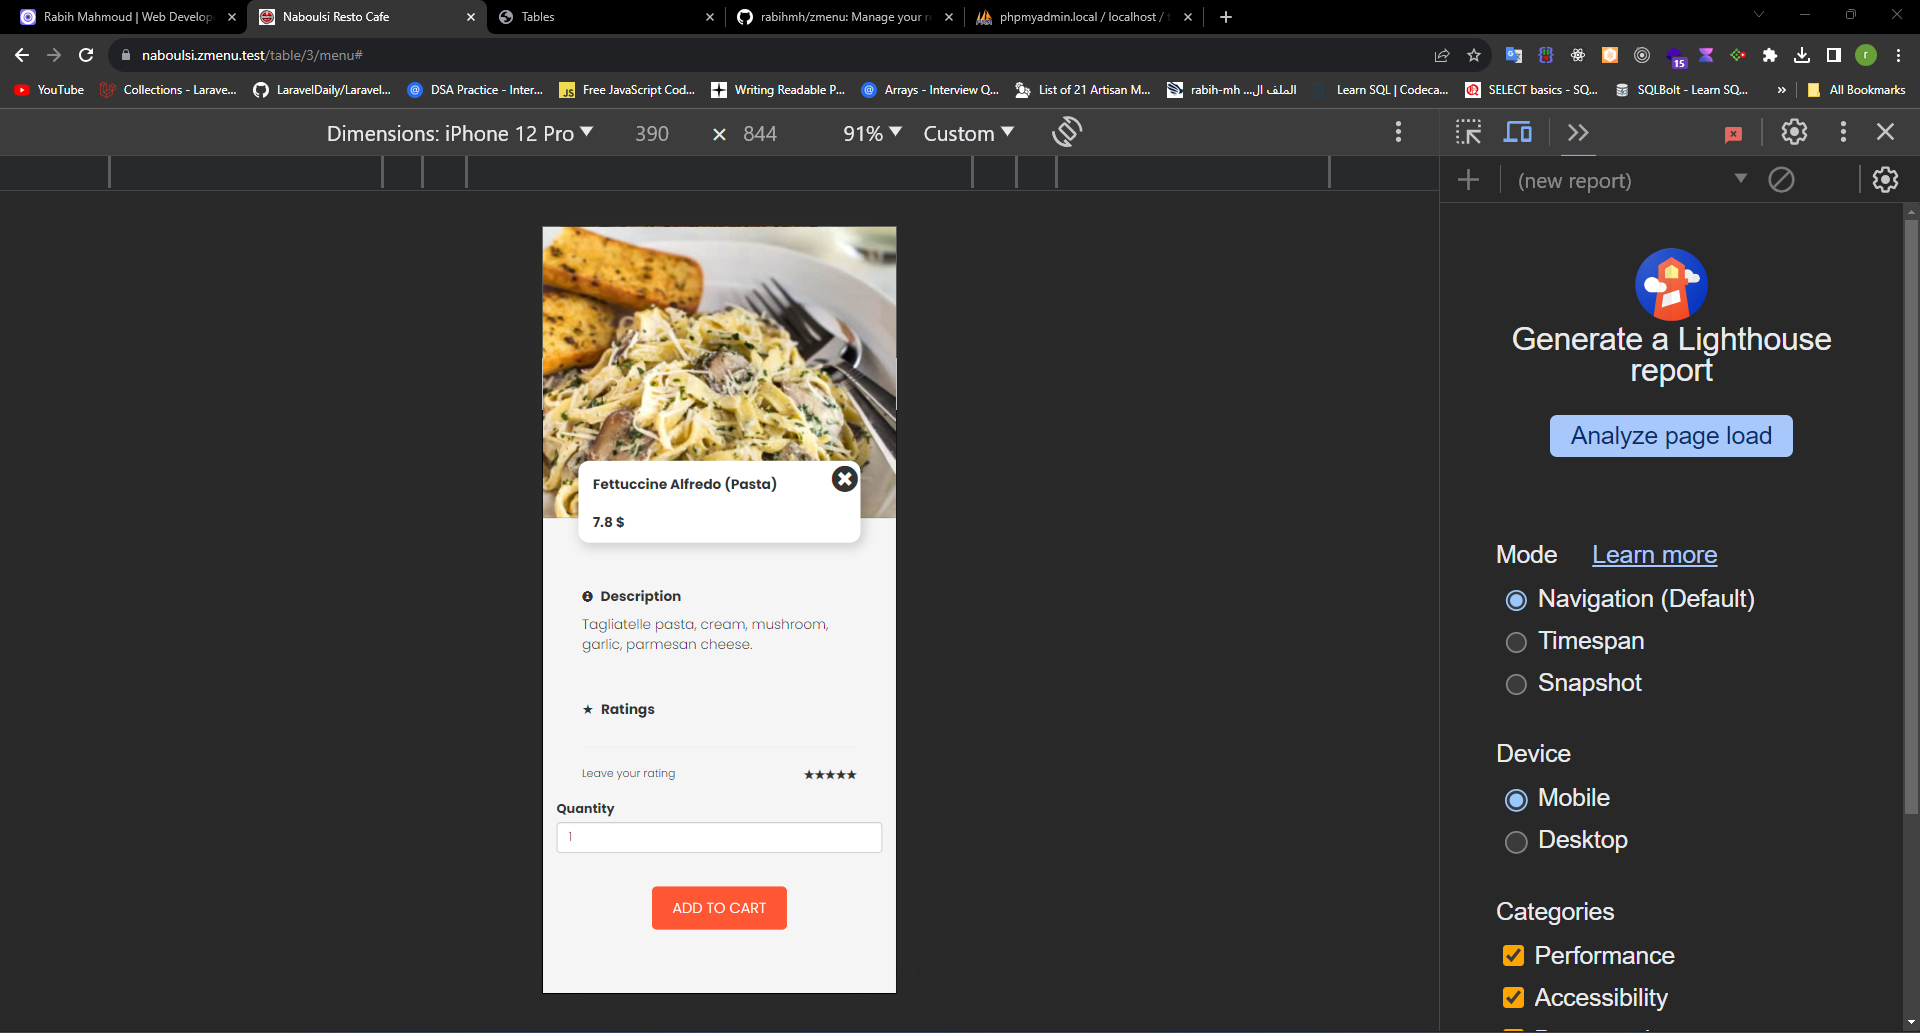 Rabih Mahmoud | Web Develop
Naboulsi Resto Cafe
Tables
rabihmh/zmenu: Manage your r
phpmyadmin.local / localhost /
naboulsi.zmenu.test/table/3/menu#
15
r
YouTube
Collections - Larave...
LaravelDaily/Laravel...
DSA Practice - Inter...
JS
Free JavaScript Cod...
Writing Readable P...
Arrays - Interview Q...
List of 21 Artisan M...
rabih-mh ...الملف ال
Learn SQL | Codeca...
SELECT basics - SQ...
SQLBolt - Learn SQ...
»
All Bookmarks
Dimensions: iPhone 12 Pro
390
×
844
91%
Custom
(new report)
Fettuccine Alfredo (Pasta)
7.8 $
Description
Tagliatelle pasta, cream, mushroom,
garlic, parmesan cheese.
Ratings
Leave your rating
Quantity
1
ADD TO CART
Generate a Lighthouse
report
Analyze page load
Mode
Learn more
Navigation (Default)
Timespan
Snapshot
Device
Mobile
Desktop
Categories
Performance
Accessibility